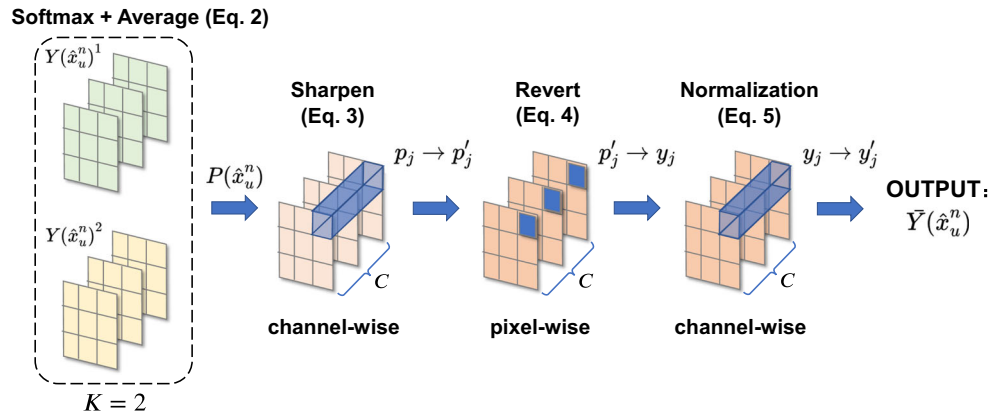 Softmax + Average (Eq. 2)
Y(x̂ᵤⁿ)¹
Y(x̂ᵤⁿ)²
K = 2
P(x̂ᵤⁿ)
Sharpen
(Eq. 3)
pⱼ → p′ⱼ
C
channel-wise
Revert
(Eq. 4)
p′ⱼ → yⱼ
C
pixel-wise
Normalization
(Eq. 5)
yⱼ → y′ⱼ
C
channel-wise
OUTPUT:
Ȳ(x̂ᵤⁿ)